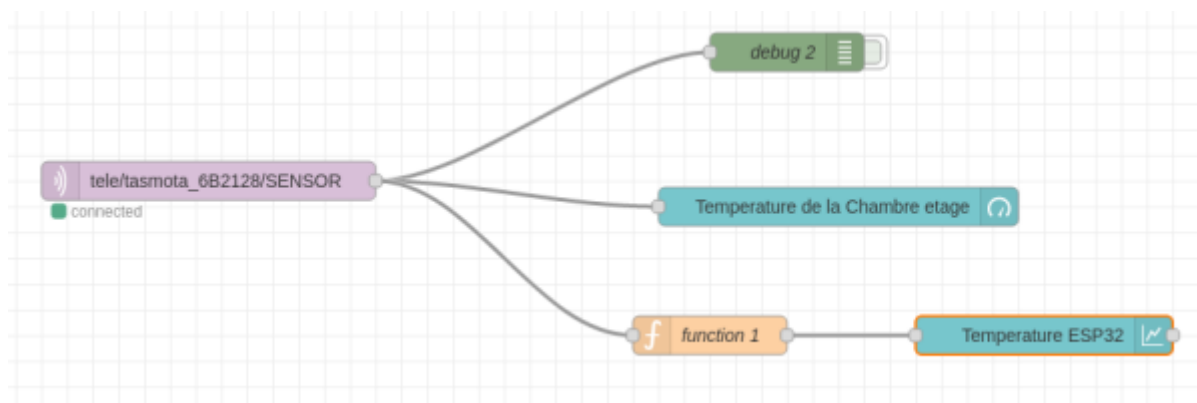 debug 2
tele/tasmota_6B2128/SENSOR
connected
Temperature de la Chambre etage
function 1
Temperature ESP32